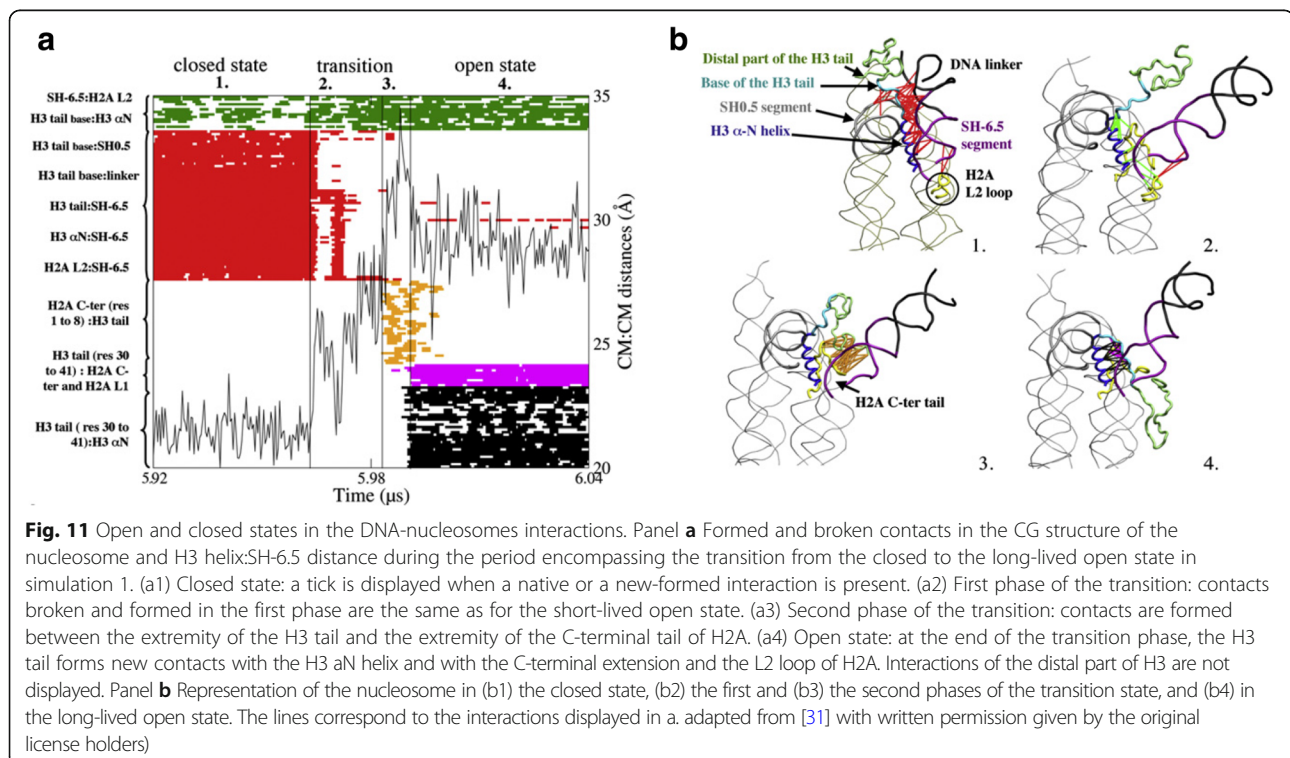 a
closed state
transition
open state
1.
2.
3.
4.
SH-6.5:H2A L2
H3 tail base:H3 αN
H3 tail base:SH0.5
H3 tail base:linker
H3 tail:SH-6.5
H3 αN:SH-6.5
H2A L2:SH-6.5
H2A C-ter (res
1 to 8) :H3 tail
H3 tail (res 30
to 41) : H2A C-
ter and H2A L1
H3 tail ( res 30 to
41):H3 αN
35
30
25
20
CM:CM distances (Å)
5.92
5.98
6.04
Time (µs)
b
Distal part of the H3 tail
Base of the H3 tail
SH0.5 segment
H3 α-N helix
DNA linker
SH-6.5
segment
H2A
L2 loop
1.
2.
H2A C-ter tail
3.
4.
Fig. 11 Open and closed states in the DNA-nucleosomes interactions. Panel a Formed and broken contacts in the CG structure of the
nucleosome and H3 helix:SH-6.5 distance during the period encompassing the transition from the closed to the long-lived open state in
simulation 1. (a1) Closed state: a tick is displayed when a native or a new-formed interaction is present. (a2) First phase of the transition: contacts
broken and formed in the first phase are the same as for the short-lived open state. (a3) Second phase of the transition: contacts are formed
between the extremity of the H3 tail and the extremity of the C-terminal tail of H2A. (a4) Open state: at the end of the transition phase, the H3
tail forms new contacts with the H3 aN helix and with the C-terminal extension and the L2 loop of H2A. Interactions of the distal part of H3 are not
displayed. Panel b Representation of the nucleosome in (b1) the closed state, (b2) the first and (b3) the second phases of the transition state, and (b4) in
the long-lived open state. The lines correspond to the interactions displayed in a. adapted from [31] with written permission given by the original
license holders)